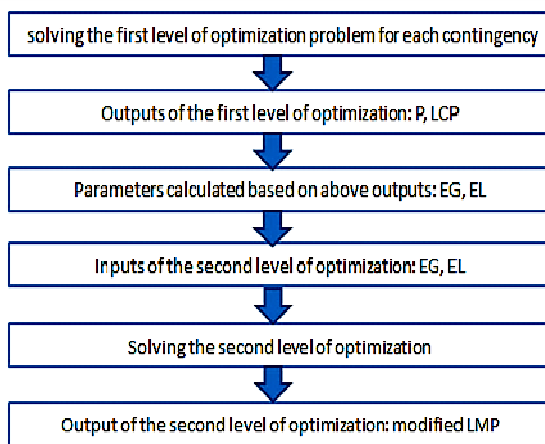 solving the first level of optimization problem for each contingency
Outputs of the first level of optimization: P, LCP
Parameters calculated based on above outputs: EG, EL
Inputs of the second level of optimization: EG, EL
Solving the second level of optimization
Output of the second level of optimization: modified LMP